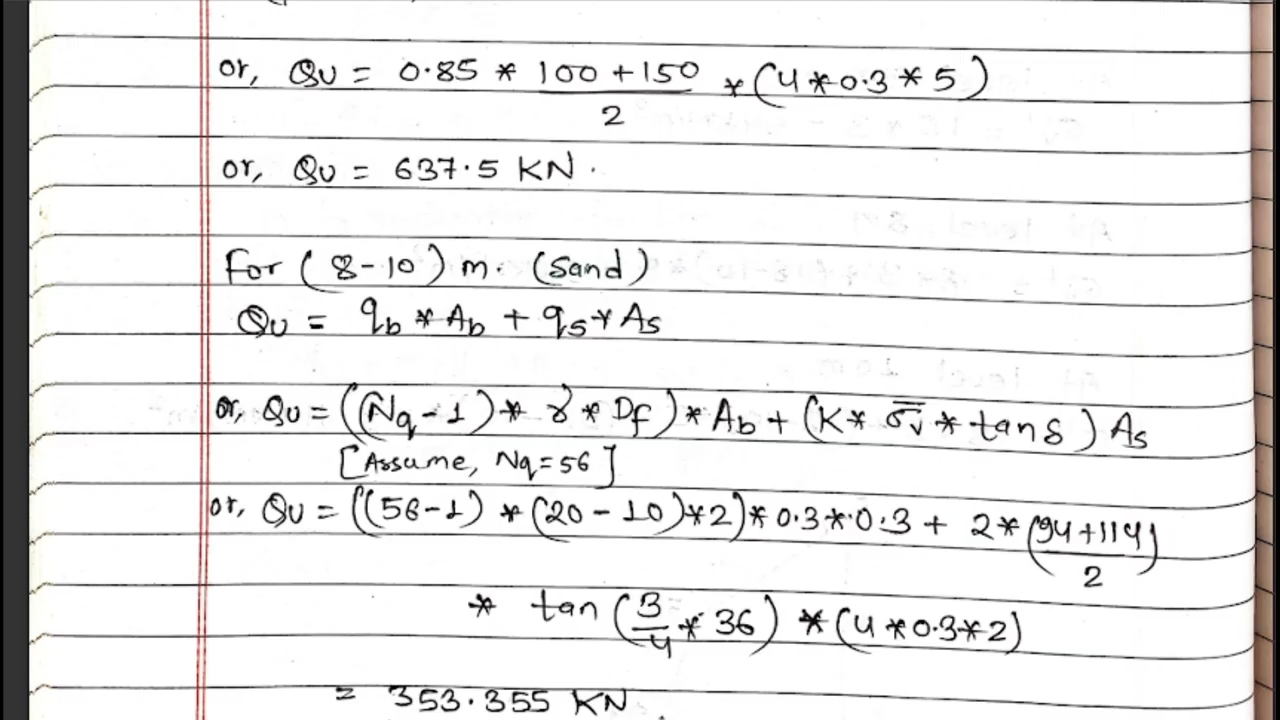 or, Qu = 0.85 * (100 + 150)/2 * (4 * 0.3 * 5)
or, Qu = 637.5 KN.
For (8-10) m. (sand)
Qu = qb * Ab + qs * As
or, Qu = ((Nq - 1) * γ * Df) * Ab + (K * σ̅v * tanδ) As
[Assume, Nq = 56]
or, Qu = ((56-1) * (20 - 10) * 2) * 0.3 * 0.3 + 2 * (94+114)/2
* tan (3/4 * 36) * (4 * 0.3 * 2)
= 353.355 KN.